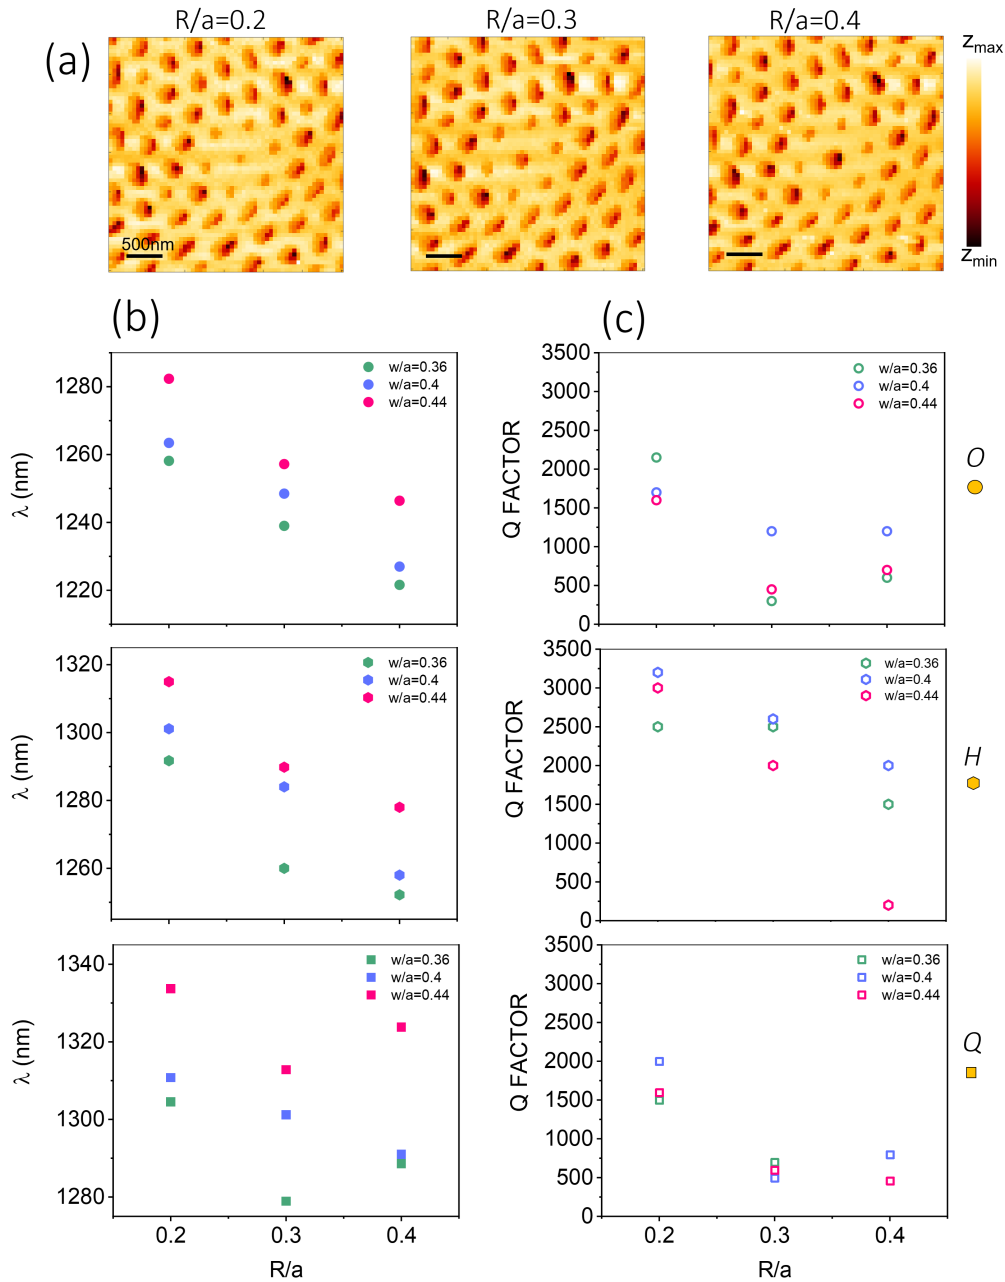 R/a=0.2
R/a=0.3
R/a=0.4
(a)
z_max
500nm
z_min
(b)
(c)
λ (nm)
1280
1260
1240
1220
w/a=0.36
w/a=0.4
w/a=0.44
Q FACTOR
3500
3000
2500
2000
1500
1000
500
0
w/a=0.36
w/a=0.4
w/a=0.44
O
λ (nm)
1320
1300
1280
1260
w/a=0.36
w/a=0.4
w/a=0.44
Q FACTOR
3500
3000
2500
2000
1500
1000
500
0
w/a=0.36
w/a=0.4
w/a=0.44
H
λ (nm)
1340
1320
1300
1280
w/a=0.36
w/a=0.4
w/a=0.44
0.2 0.3 0.4
R/a
Q FACTOR
3500
3000
2500
2000
1500
1000
500
0
w/a=0.36
w/a=0.4
w/a=0.44
Q
0.2 0.3 0.4
R/a